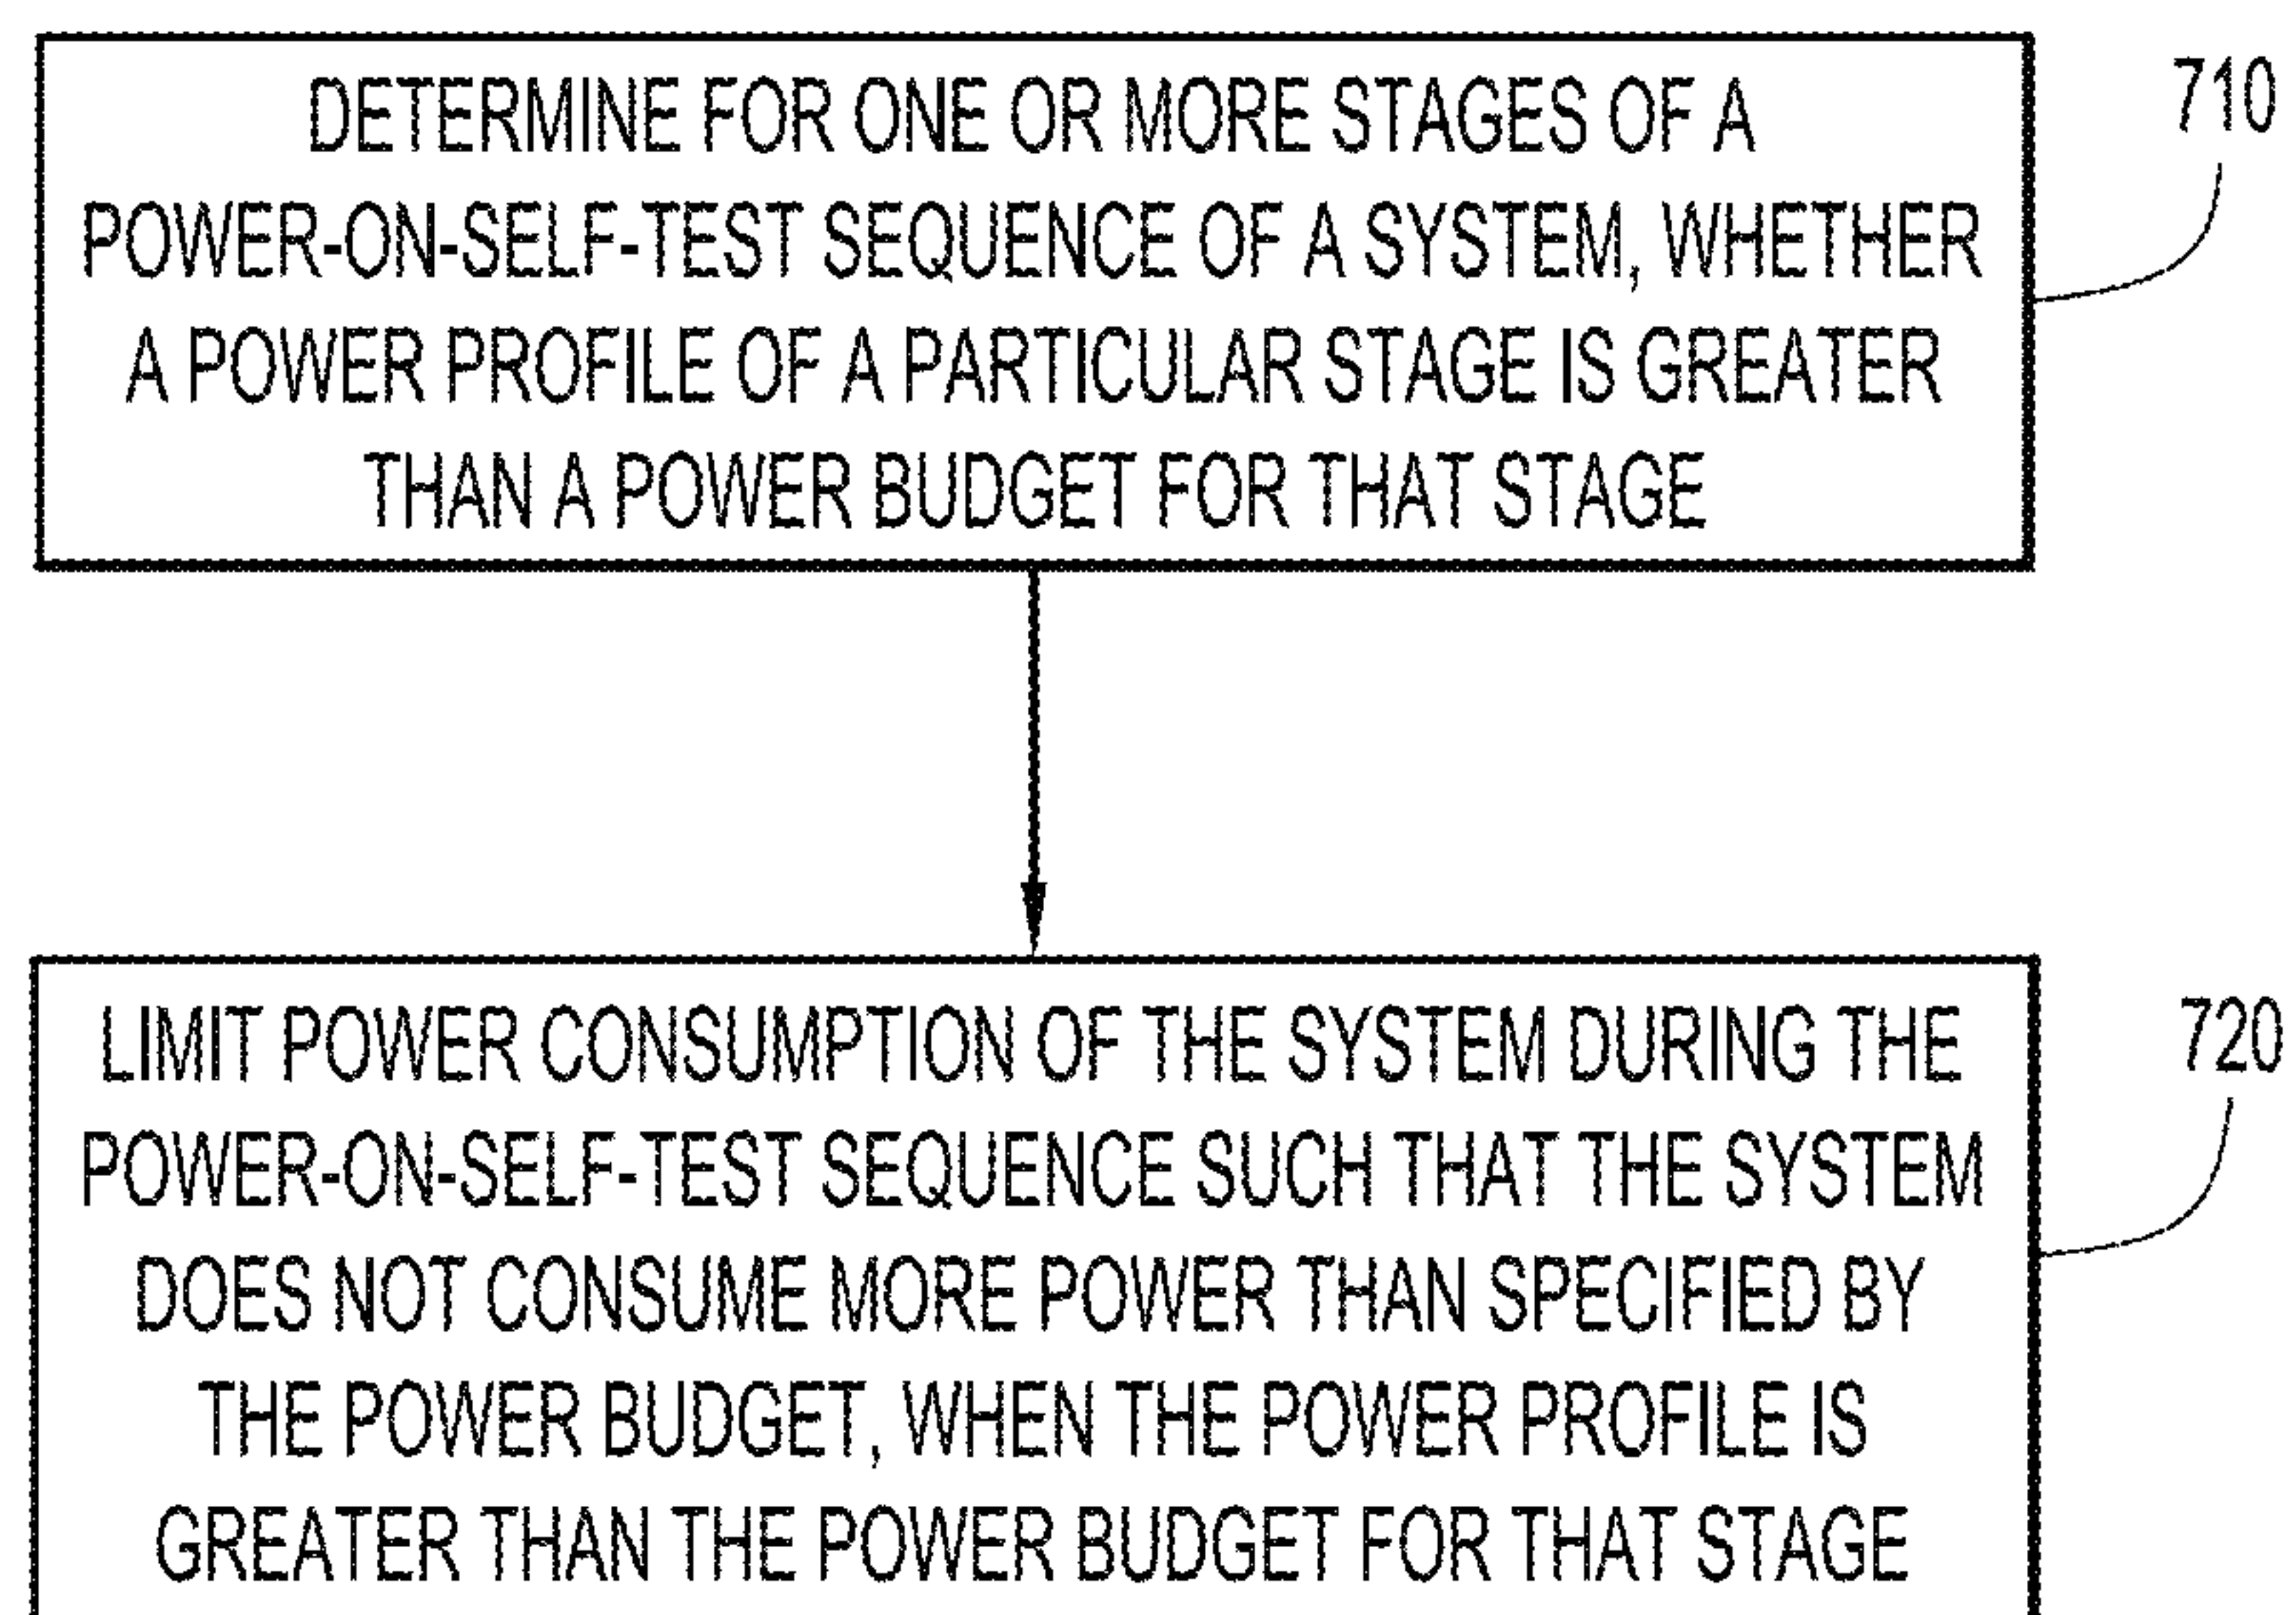 DETERMINE FOR ONE OR MORE STAGES OF A
POWER-ON-SELF-TEST SEQUENCE OF A SYSTEM, WHETHER
A POWER PROFILE OF A PARTICULAR STAGE IS GREATER
THAN A POWER BUDGET FOR THAT STAGE
710
LIMIT POWER CONSUMPTION OF THE SYSTEM DURING THE
POWER-ON-SELF-TEST SEQUENCE SUCH THAT THE SYSTEM
DOES NOT CONSUME MORE POWER THAN SPECIFIED BY
THE POWER BUDGET, WHEN THE POWER PROFILE IS
GREATER THAN THE POWER BUDGET FOR THAT STAGE
720